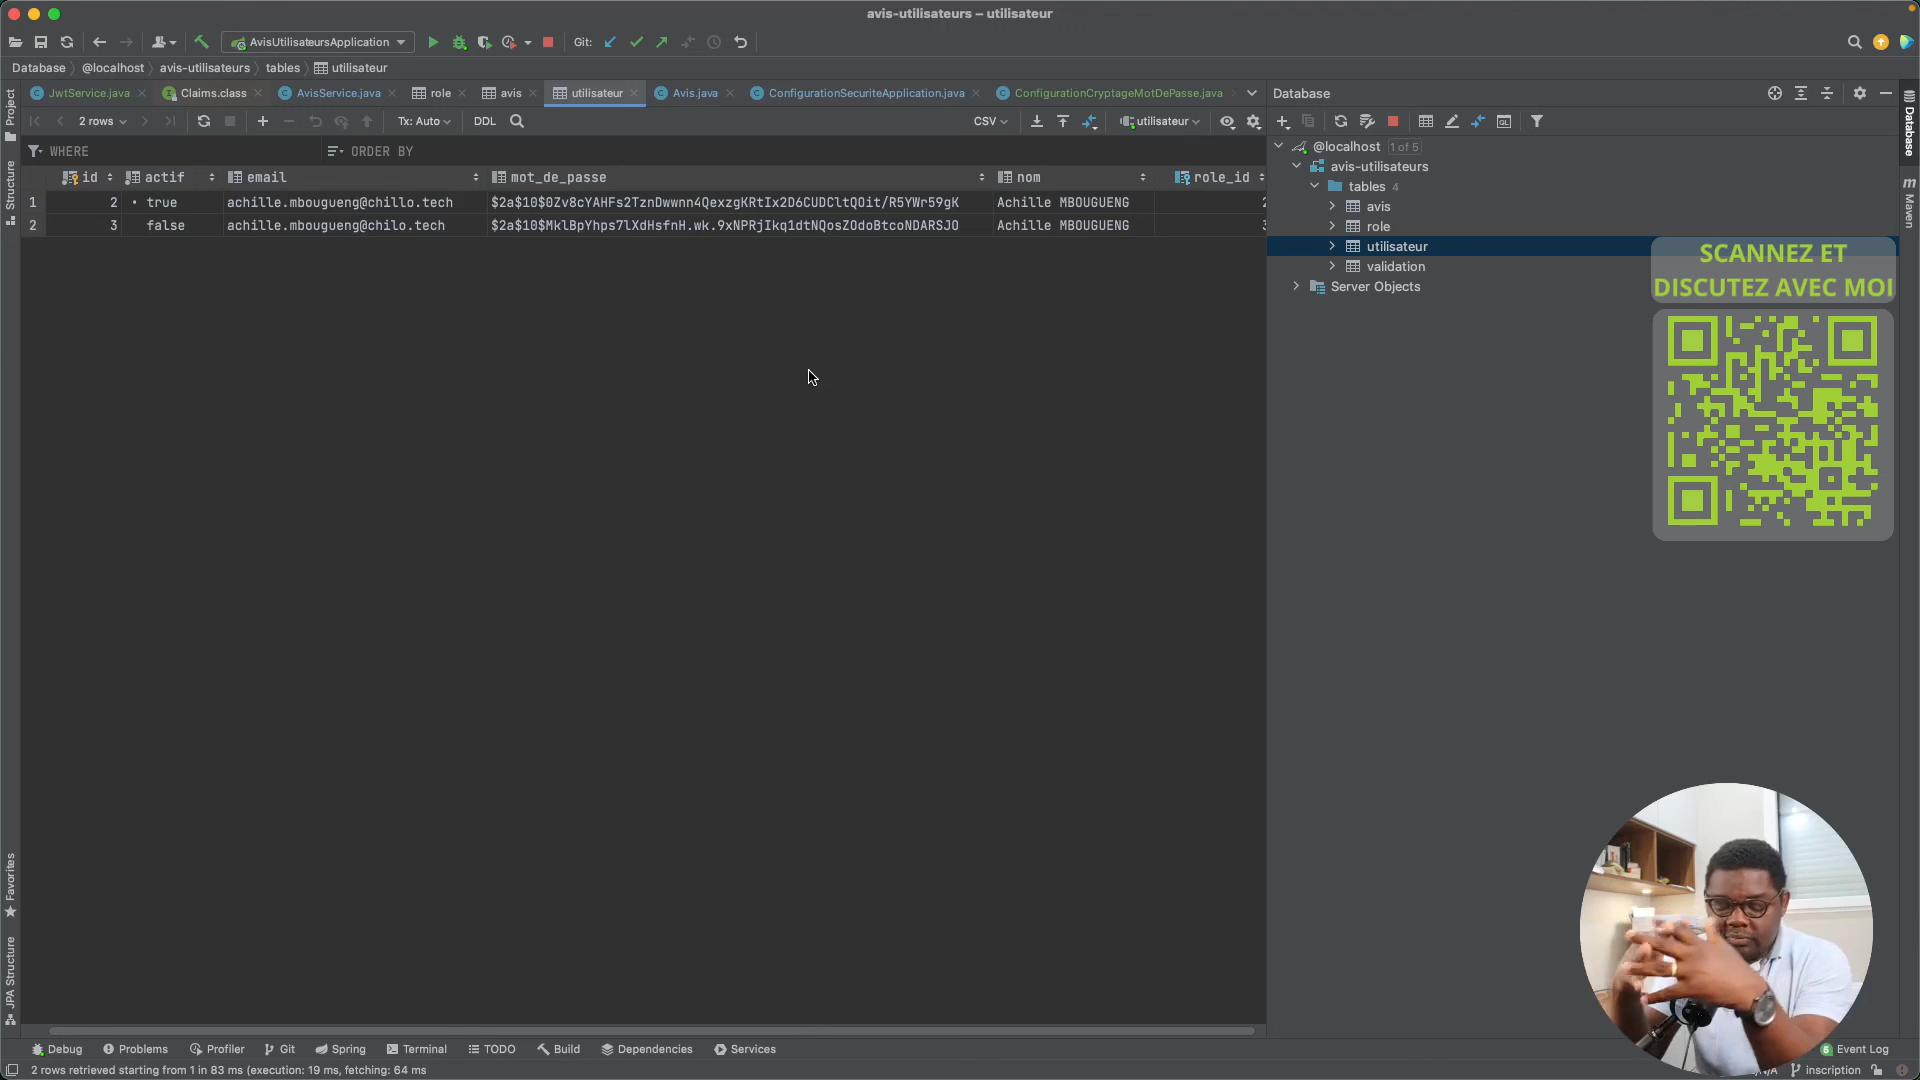 avis-utilisateurs – utilisateur
AvisUtilisateursApplication
Git:
Database
@localhost
avis-utilisateurs
tables
utilisateur
JwtService.java
Claims.class
AvisService.java
role
avis
utilisateur
Avis.java
ConfigurationSecuriteApplication.java
ConfigurationCryptageMotDePasse.java
2 rows
Tx: Auto
DDL
CSV
utilisateur
WHERE
ORDER BY
id
actif
email
mot_de_passe
nom
role_id
1
2
true
achille.mbougueng@chillo.tech
$2a$10$0Zv8cYAHFs2TznDwwnn4QexzgKRtIx2D6CUDCltQOit/R5YWr59gK
Achille MBOUGUENG
2
2
3
false
achille.mbougueng@chilo.tech
$2a$10$MklBpYhps7lXdHsfnH.wk.9xNPRjIkq1dtNQosZOdoBtcoNDARSJO
Achille MBOUGUENG
3
Database
@localhost
1 of 5
avis-utilisateurs
tables 4
avis
role
utilisateur
validation
Server Objects
SCANNEZ ET
DISCUTEZ AVEC MOI
Project
Structure
Favorites
JPA Structure
Database
Maven
Debug
Problems
Profiler
Git
Spring
Terminal
TODO
Build
Dependencies
Services
5
Event Log
2 rows retrieved starting from 1 in 83 ms (execution: 19 ms, fetching: 64 ms
inscription